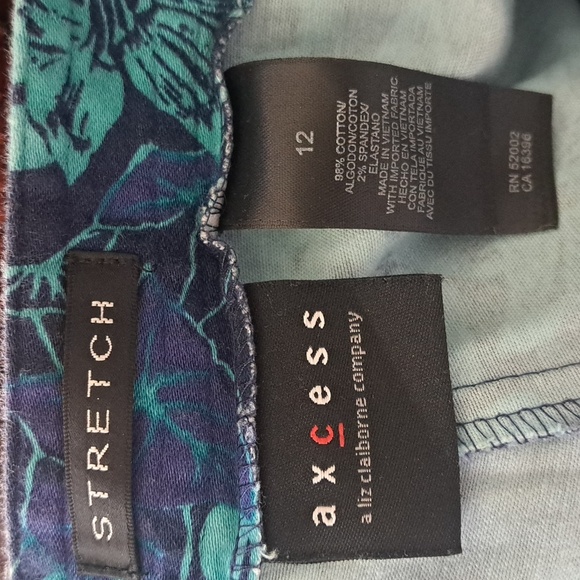 12
98% COTTON/
ALGODON/COTON
2% SPANDEX/
ELASTANO
MADE IN VIETNAM
WITH IMPORTED FABRIC
HECHO EN VIETNAM
CON TELA IMPORTADA
FABRIQUE AU VIETNAM
AVEC DU TISSU IMPORTE
RN 52002
CA 16396
STRETCH
axcess
a liz claiborne company